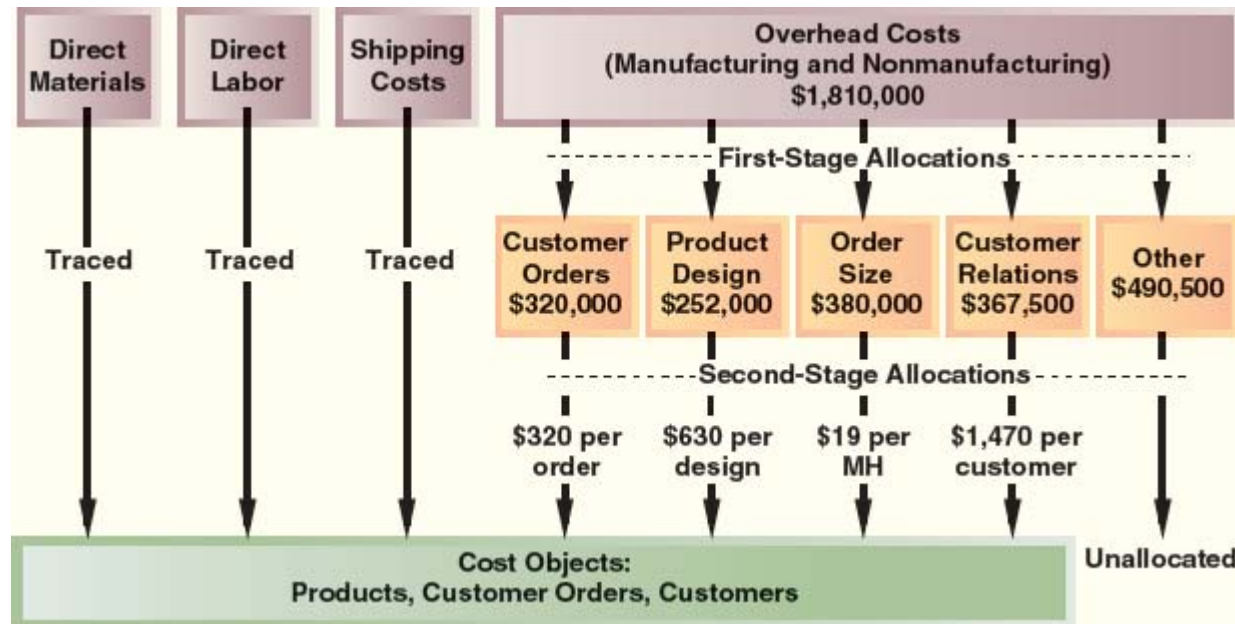 Direct
Materials
Direct
Labor
Shipping
Costs
Overhead Costs
(Manufacturing and Nonmanufacturing)
$1,810,000
First-Stage Allocations
Traced
Traced
Traced
Customer
Orders
$320,000
Product
Design
$252,000
Order
Size
$380,000
Customer
Relations
$367,500
Other
$490,500
Second-Stage Allocations
$320 per
order
$630 per
design
$19 per
MH
$1,470 per
customer
Cost Objects:
Products, Customer Orders, Customers
Unallocated